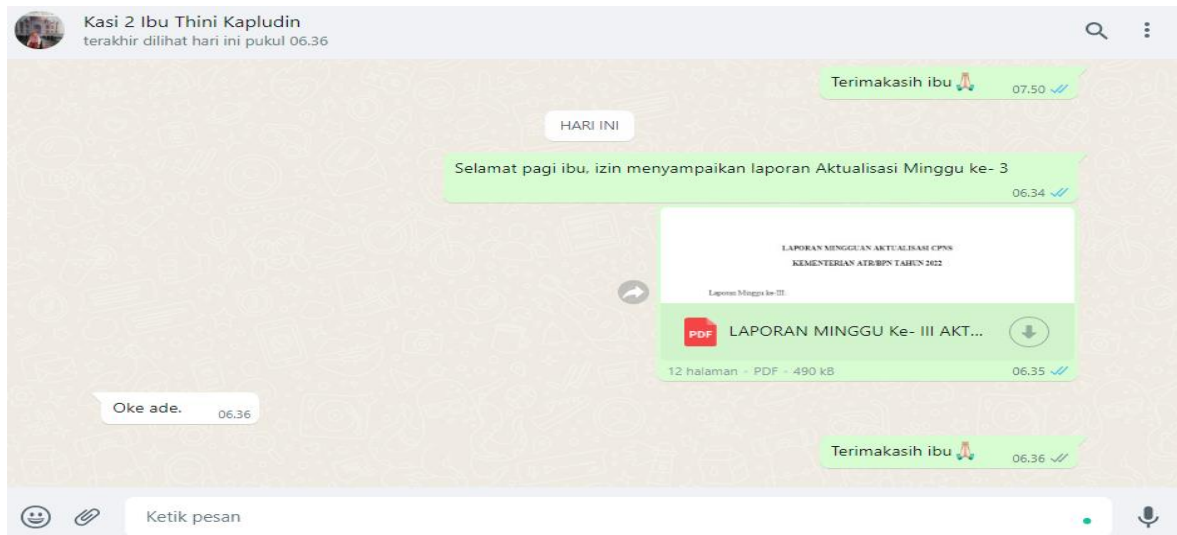 Kasi 2 Ibu Thini Kapludin
terakhir dilihat hari ini pukul 06.36
Terimakasih ibu 🙏🏻
07.50
HARI INI
Selamat pagi ibu, izin menyampaikan laporan Aktualisasi Minggu ke- 3
06.34
LAPORAN MINGGUAN AKTUALISASI CPNS
KEMENTERIAN ATR/BPN TAHUN 2022
Laporan Minggu ke-III:
PDF
LAPORAN MINGGU Ke- III AKT...
12 halaman - PDF - 490 kB
06.35
Oke ade.
06.36
Terimakasih ibu 🙏🏻
06.36
Ketik pesan